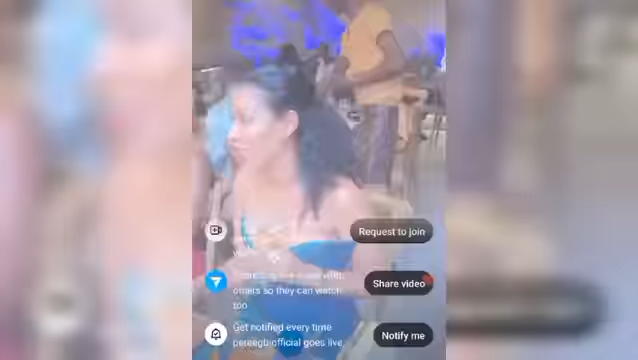 Request to join
others so they can watch
too
Share video
Get notified every time
pereegbiofficial goes live.
Notify me